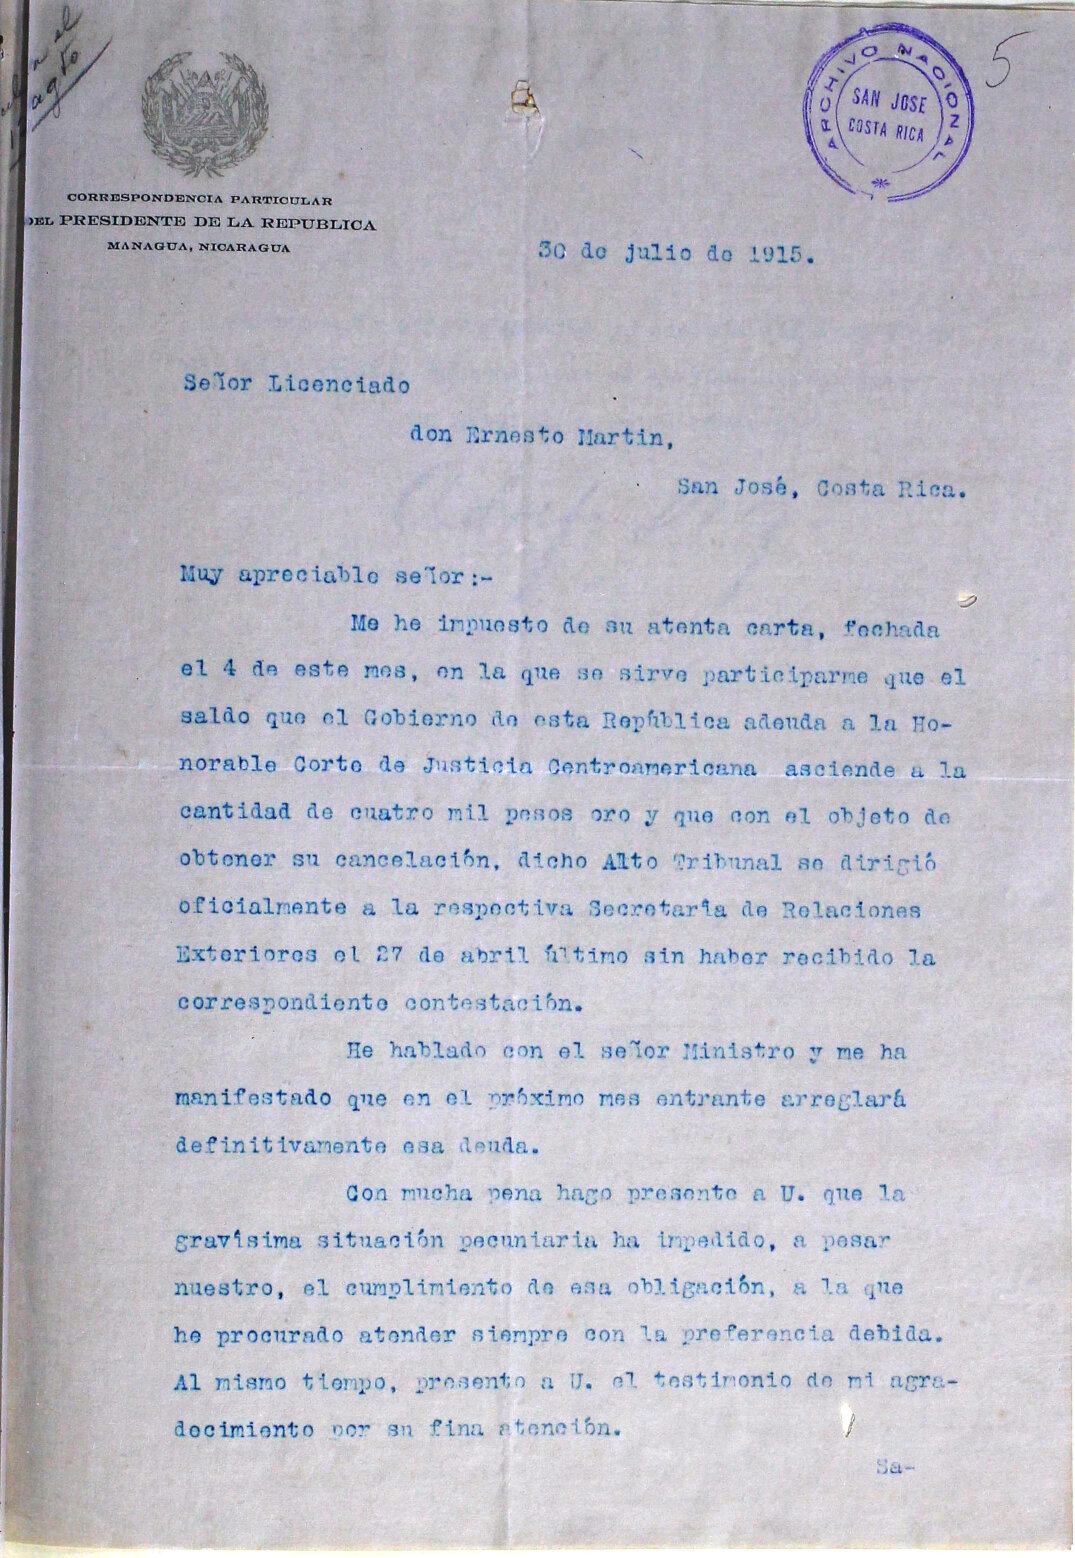 el
agto
5
ARCHIVO NACIONAL
SAN JOSE
COSTA RICA
CORRESPONDENCIA PARTICULAR
DEL PRESIDENTE DE LA REPUBLICA
MANAGUA, NICARAGUA
30 de julio de 1915.
Señor Licenciado
don Ernesto Martin,
San José, Costa Rica.
Muy apreciable señor:-
Me he impuesto de su atenta carta, fechada
el 4 de este mes, en la que se sirve participarme que el
saldo que el Gobierno de esta República adeuda a la Ho-
norable Corte de Justicia Centroamericana asciende a la
cantidad de cuatro mil pesos oro y que con el objeto de
obtener su cancelación, dicho Alto Tribunal se dirigió
oficialmente a la respectiva Secretaría de Relaciones
Exteriores el 27 de abril último sin haber recibido la
correspondiente contestación.
He hablado con el señor Ministro y me ha
manifestado que en el próximo mes entrante arreglará
definitivamente esa deuda.
Con mucha pena hago presente a U. que la
gravísima situación pecuniaria ha impedido, a pesar
nuestro, el cumplimiento de esa obligación, a la que
he procurado atender siempre con la preferencia debida.
Al mismo tiempo, presento a U. el testimonio de mi agra-
decimiento por su fina atención.
Sa-